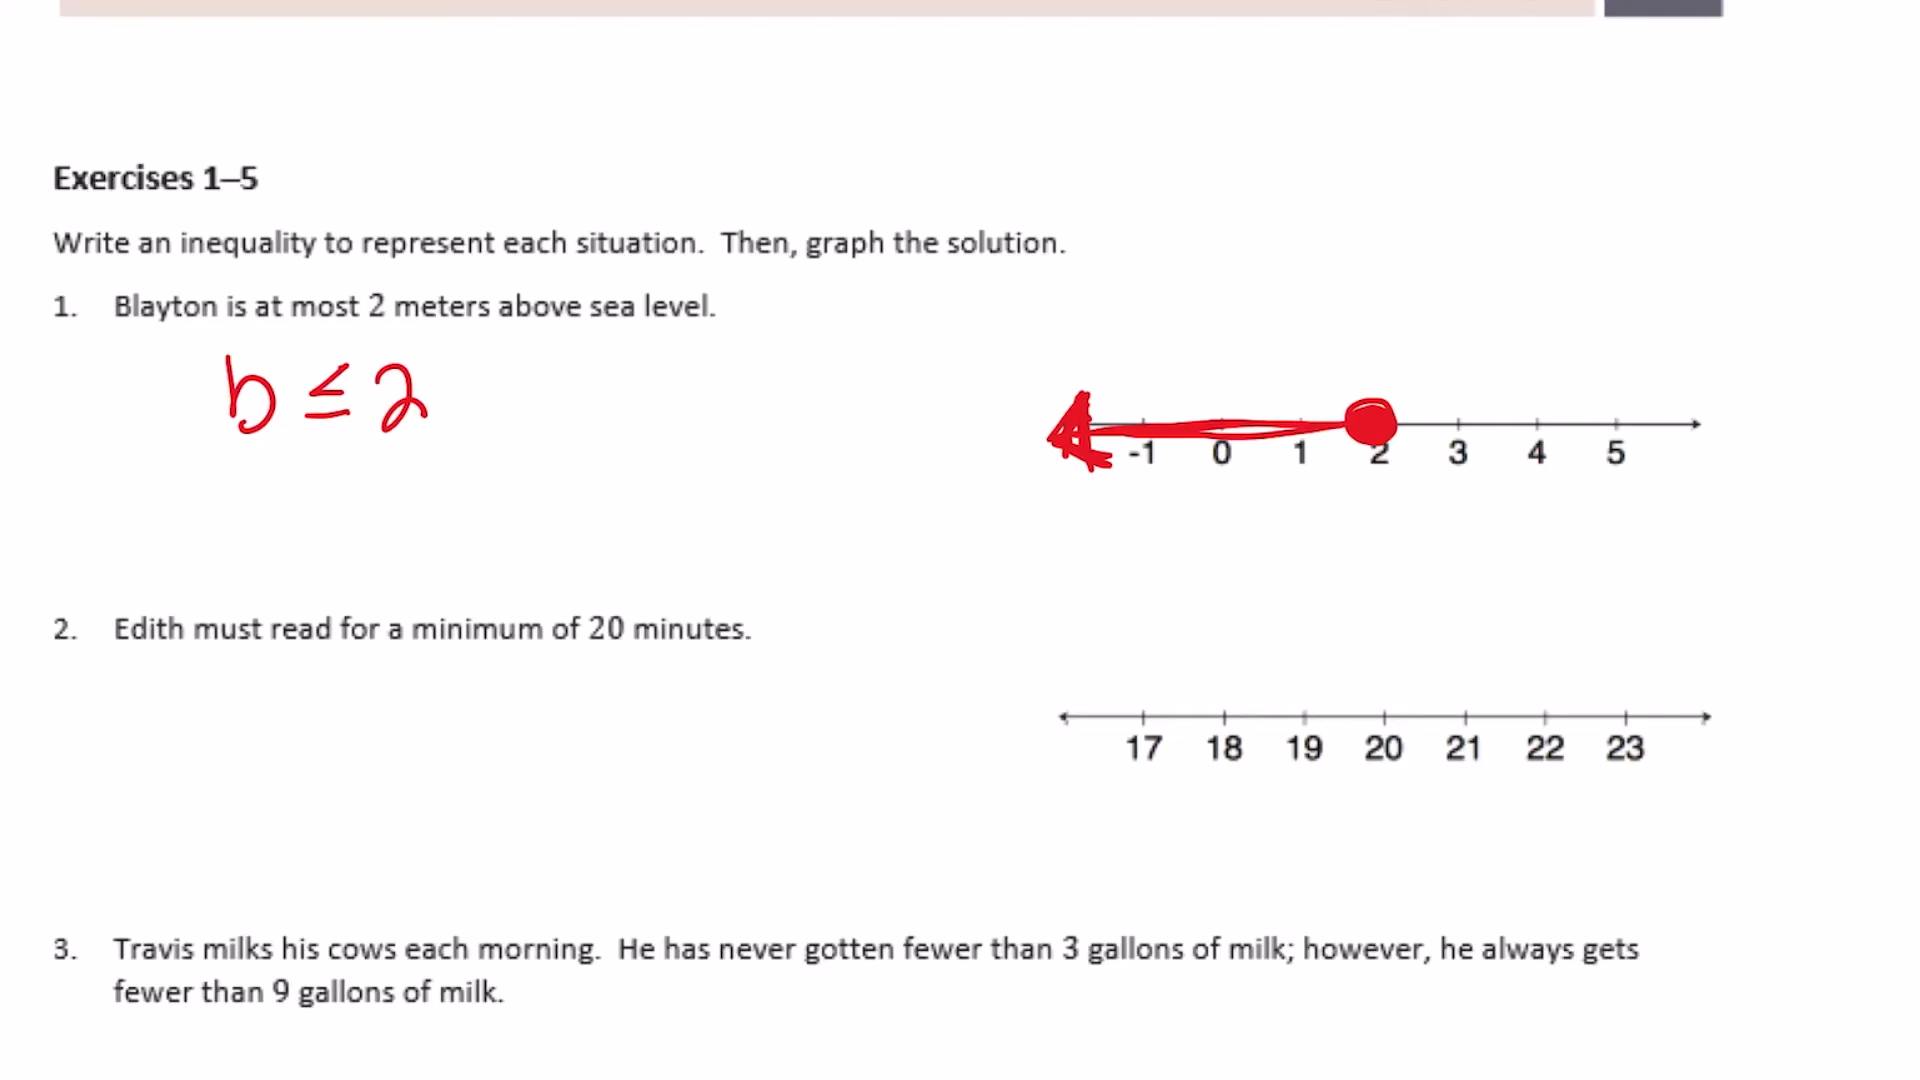 Exercises 1–5
Write an inequality to represent each situation. Then, graph the solution.
1. Blayton is at most 2 meters above sea level.
b ≤ 2
-1 0 1 2 3 4 5
2. Edith must read for a minimum of 20 minutes.
17 18 19 20 21 22 23
3. Travis milks his cows each morning. He has never gotten fewer than 3 gallons of milk; however, he always gets
fewer than 9 gallons of milk.